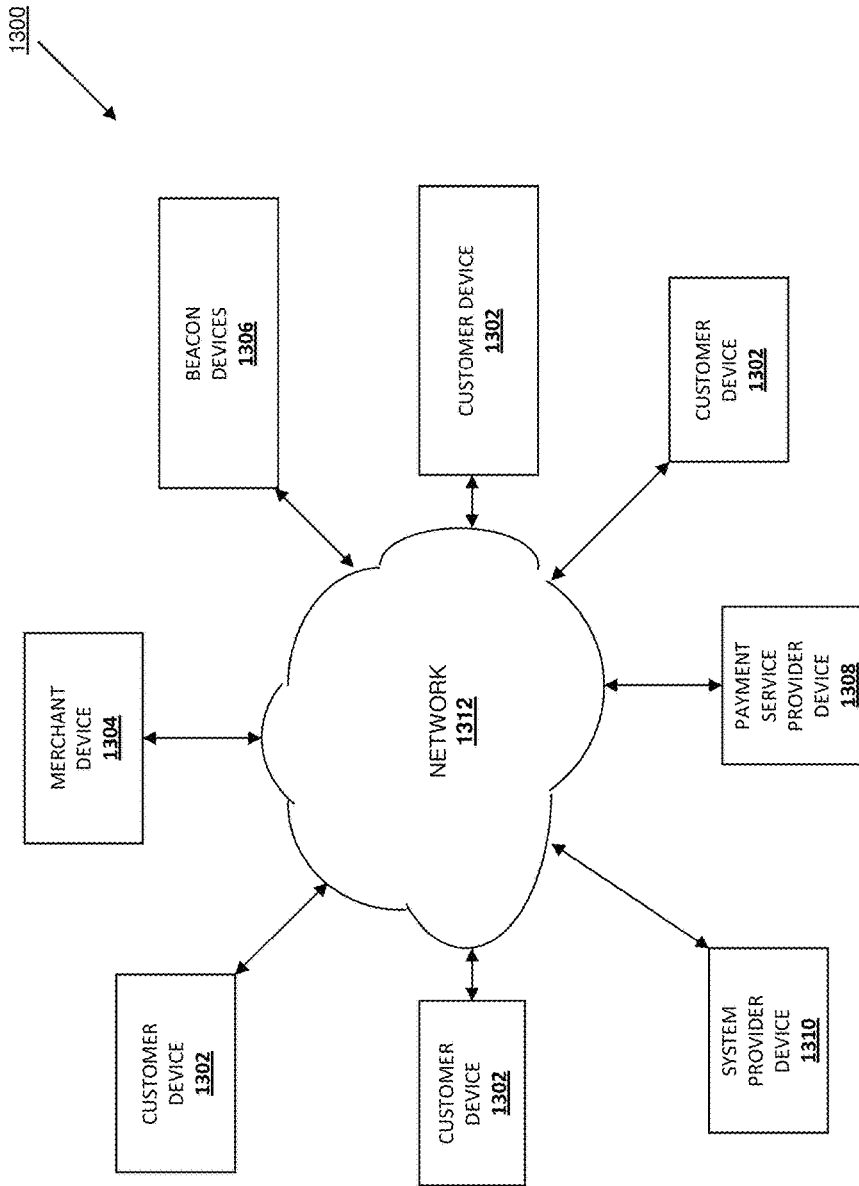 1300
BEACON
DEVICES
1306
CUSTOMER DEVICE
1302
CUSTOMER
DEVICE
1302
MERCHANT
DEVICE
1304
NETWORK
1312
PAYMENT
SERVICE
PROVIDER
DEVICE
1308
CUSTOMER
DEVICE
1302
CUSTOMER
DEVICE
1302
SYSTEM
PROVIDER
DEVICE
1310